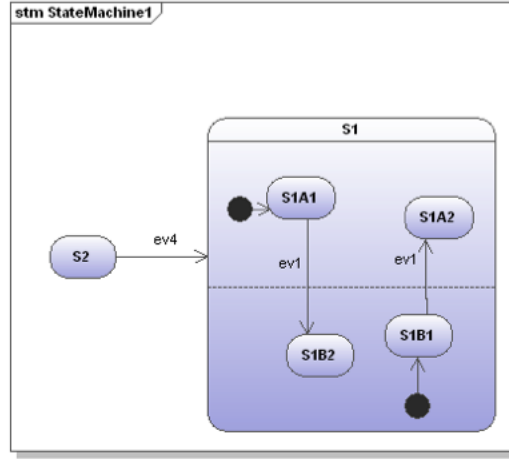 stm StateMachine1
S1
S1A1
S1A2
ev4
S2
ev1
ev1
S1B1
S1B2